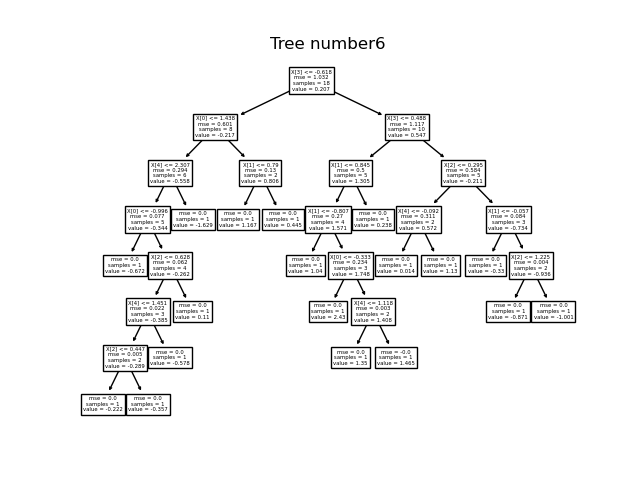 Tree number6
X[3] <= -0.618
mse = 1.032
samples = 18
value = 0.207
X[0] <= 1.438
mse = 0.601
samples = 8
value = -0.217
X[3] <= 0.488
mse = 1.117
samples = 10
value = 0.547
X[4] <= 2.307
mse = 0.294
samples = 6
value = -0.558
X[1] <= 0.79
mse = 0.13
samples = 2
value = 0.806
X[1] <= 0.845
mse = 0.5
samples = 5
value = 1.305
X[2] <= 0.295
mse = 0.584
samples = 5
value = -0.211
X[0] <= -0.996
mse = 0.077
samples = 5
value = -0.344
mse = 0.0
samples = 1
value = -1.629
mse = 0.0
samples = 1
value = 1.167
mse = 0.0
samples = 1
value = 0.445
X[1] <= -0.807
mse = 0.27
samples = 4
value = 1.571
mse = 0.0
samples = 1
value = 0.238
X[4] <= -0.092
mse = 0.311
samples = 2
value = 0.572
X[1] <= -0.057
mse = 0.084
samples = 3
value = -0.734
mse = 0.0
samples = 1
value = -0.672
X[2] <= 0.628
mse = 0.062
samples = 4
value = -0.262
mse = 0.0
samples = 1
value = 1.04
X[0] <= -0.333
mse = 0.234
samples = 3
value = 1.748
mse = 0.0
samples = 1
value = 0.014
mse = 0.0
samples = 1
value = 1.13
mse = 0.0
samples = 1
value = -0.33
X[2] <= 1.225
mse = 0.004
samples = 2
value = -0.936
X[4] <= 1.451
mse = 0.022
samples = 3
value = -0.385
mse = 0.0
samples = 1
value = 0.11
mse = 0.0
samples = 1
value = 2.43
X[4] <= 1.118
mse = 0.003
samples = 2
value = 1.408
mse = 0.0
samples = 1
value = -0.871
mse = 0.0
samples = 1
value = -1.001
X[2] <= 0.447
mse = 0.005
samples = 2
value = -0.289
mse = 0.0
samples = 1
value = -0.578
mse = 0.0
samples = 1
value = 1.35
mse = -0.0
samples = 1
value = 1.465
mse = 0.0
samples = 1
value = -0.222
mse = 0.0
samples = 1
value = -0.357